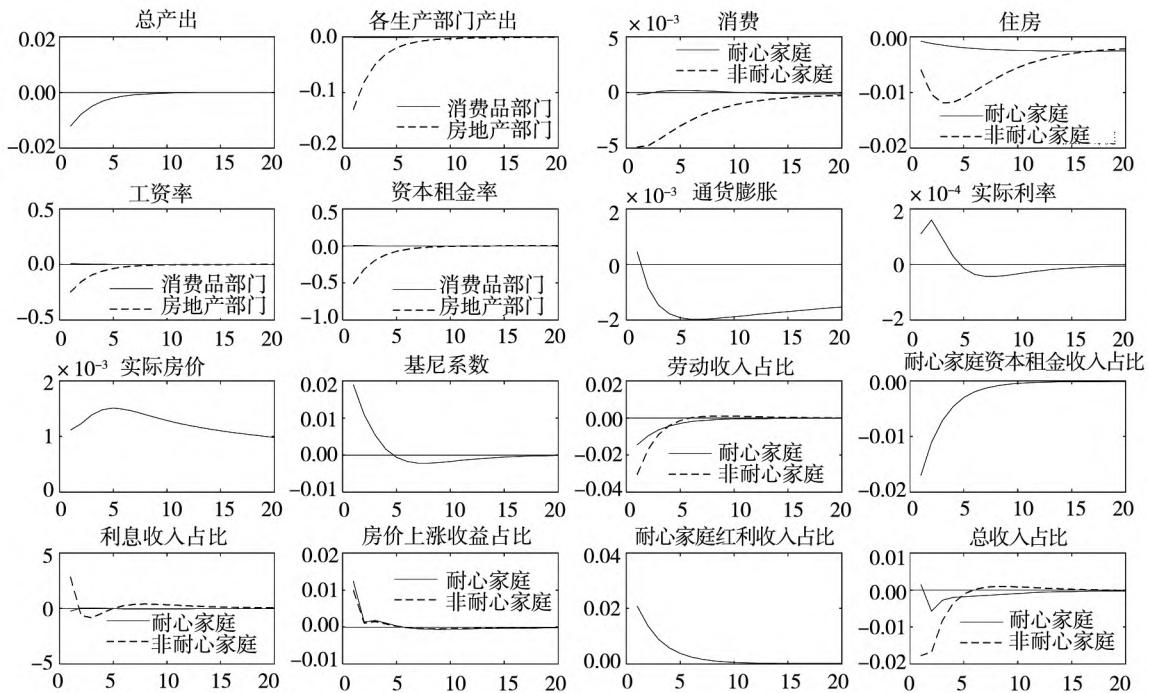 总产出
0.02
0.00
−0.02
0 5 10 15 20
各生产部门产出
0.0
−0.1
−0.2
消费品部门
房地产部门
0 5 10 15 20
消费
× 10⁻³
5
0
−5
耐心家庭
非耐心家庭
0 5 10 15 20
住房
0.00
−0.01
−0.02
耐心家庭
非耐心家庭
0 5 10 15 20
工资率
0.5
0.0
−0.5
消费品部门
房地产部门
0 5 10 15 20
资本租金率
0.5
0.0
−0.5
−1.0
消费品部门
房地产部门
0 5 10 15 20
× 10⁻³ 通货膨胀
2
0
−2
0 5 10 15 20
× 10⁻⁴ 实际利率
2
0
−2
0 5 10 15 20
× 10⁻³ 实际房价
2
1
0
0 5 10 15 20
基尼系数
0.02
0.01
0.00
−0.01
0 5 10 15 20
劳动收入占比
0.02
0.00
−0.02
−0.04
耐心家庭
非耐心家庭
0 5 10 15 20
耐心家庭资本租金收入占比
0.00
−0.01
−0.02
0 5 10 15 20
利息收入占比
5
0
−5
耐心家庭
非耐心家庭
0 5 10 15 20
房价上涨收益占比
0.02
0.01
0.00
−0.01
耐心家庭
非耐心家庭
0 5 10 15 20
耐心家庭红利收入占比
0.04
0.02
0.00
0 5 10 15 20
总收入占比
0.01
0.00
−0.01
−0.02
耐心家庭
非耐心家庭
0 5 10 15 20